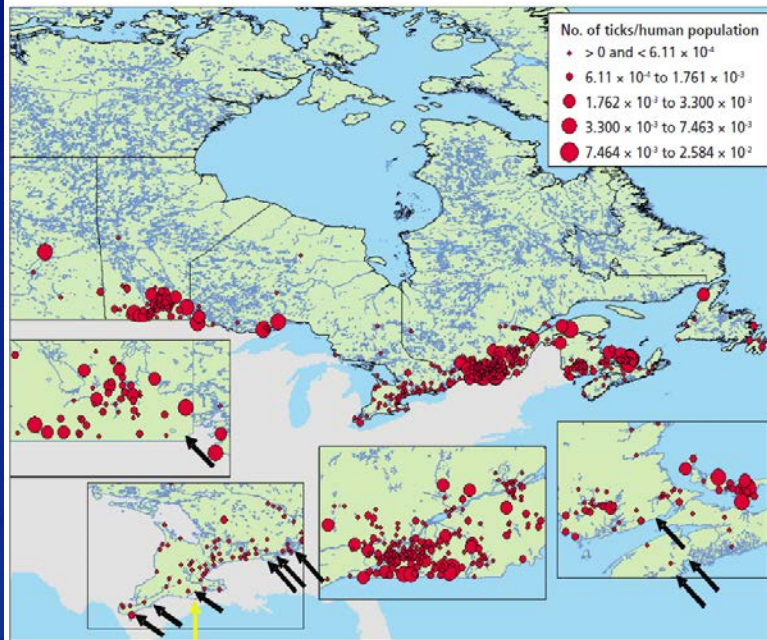 No. of ticks/human population
> 0 and < 6.11 × 10⁻⁴
6.11 × 10⁻⁴ to 1.761 × 10⁻³
1.762 × 10⁻³ to 3.300 × 10⁻³
3.300 × 10⁻³ to 7.463 × 10⁻³
7.464 × 10⁻³ to 2.584 × 10⁻²